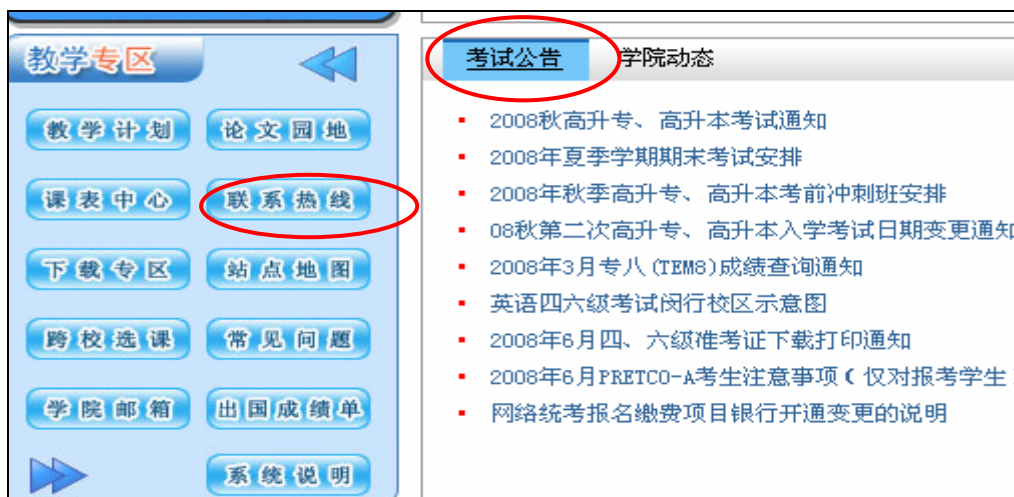 教学专区
教学计划 论文园地
课表中心 联系热线
下载专区 站点地图
跨校选课 常见问题
学院邮箱 出国成绩单
系统说明
考试公告 学院动态
2008秋高升专、高升本考试通知
2008年夏季学期期末考试安排
2008年秋季高升专、高升本考前冲刺班安排
08秋第二次高升专、高升本入学考试日期变更通知
2008年3月专八(TEM8)成绩查询通知
英语四六级考试闵行校区示意图
2008年6月四、六级准考证下载打印通知
2008年6月PRETCO-A考生注意事项(仅对报考学生
网络统考报名缴费项目银行开通变更的说明